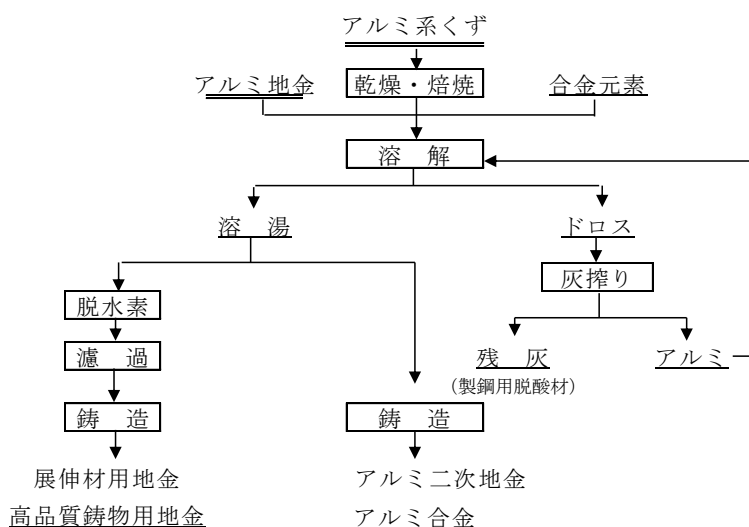 アルミ系くず
アルミ地金
乾燥・焙焼
合金元素
溶 解
溶 湯
ドロス
脱水素
灰搾り
濾 過
残 灰
アルミ
(製鋼用脱酸材)
鋳 造
鋳 造
展伸材用地金
アルミ二次地金
高品質鋳物用地金
アルミ合金